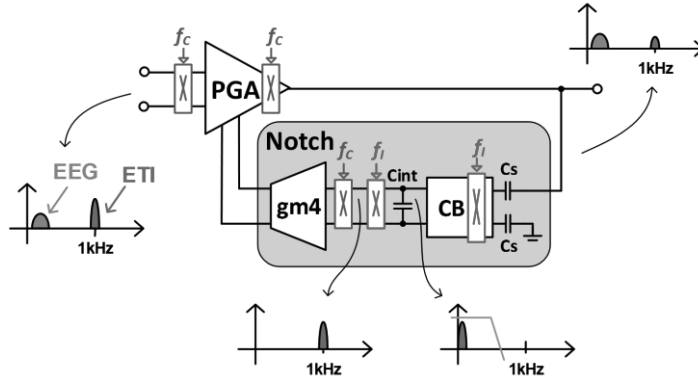 fC
fC
PGA
1kHz
Notch
fC
fI
fI
Cint
Cs
gm4
CB
Cs
EEG
ETI
1kHz
1kHz
1kHz